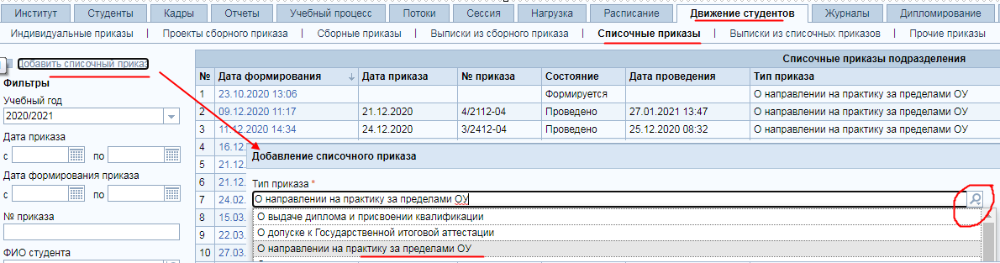 Институт Студенты Кадры Отчеты Учебный процесс Потоки Сессия Нагрузка Расписание Движение студентов Журналы Дипломирование
Индивидуальные приказы | Проекты сборного приказа | Сборные приказы | Выписки из сборного приказа | Списочные приказы | Выписки из списочных приказов | Прочие приказы
Добавить списочный приказ
Фильтры
Учебный год
2020/2021
Дата приказа
с по
Дата формирования приказа
с по
№ приказа
ФИО студента
Списочные приказы подразделения
№ Дата формирования Дата приказа № приказа Состояние Дата проведения Тип приказа
1 23.10.2020 13:06 Формируется О направлении на практику за пределами ОУ
2 09.12.2020 11:17 21.12.2020 4/2112-04 Проведено 27.01.2021 13:47 О направлении на практику за пределами ОУ
3 11.12.2020 14:34 24.12.2020 3/2412-04 Проведено 25.12.2020 08:32 О направлении на практику за пределами ОУ
4 16.12.
5 21.12.
6 21.12.
7 24.02.
8 15.03.
9 22.03.
10 27.03.
Добавление списочного приказа
Тип приказа *
О направлении на практику за пределами ОУ
О выдаче диплома и присвоении квалификации
О допуске к Государственной итоговой аттестации
О направлении на практику за пределами ОУ